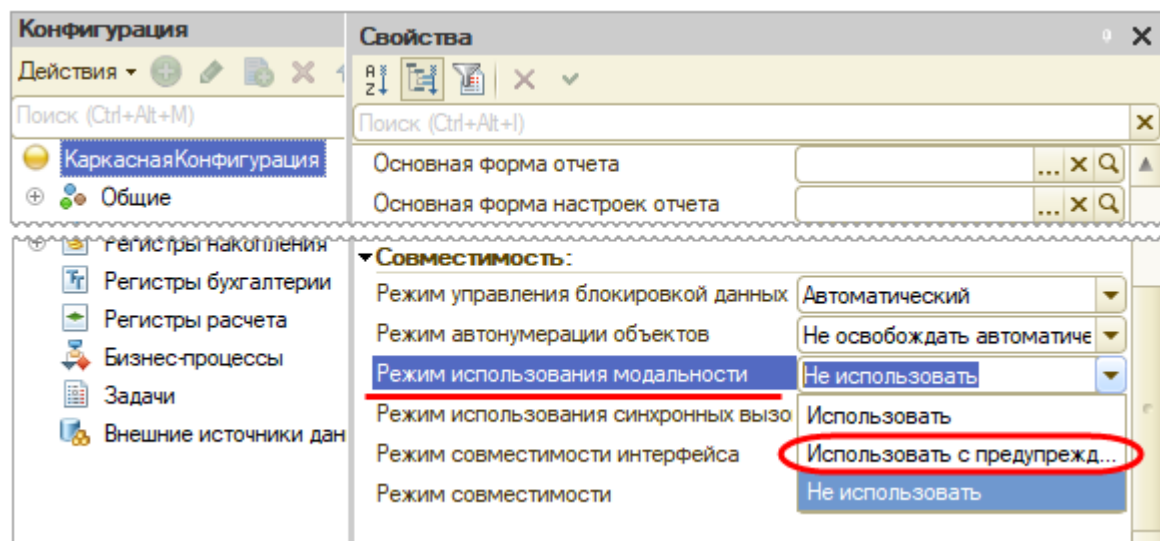 Конфигурация
Действия
Поиск (Ctrl+Alt+M)
КаркаснаяКонфигурация
Общие
Регистры накопления
Регистры бухгалтерии
Регистры расчета
Бизнес-процессы
Задачи
Внешние источники дан
Свойства
Поиск (Ctrl+Alt+I)
Основная форма отчета
Основная форма настроек отчета
Совместимость:
Режим управления блокировкой данных Автоматический
Режим автонумерации объектов Не освобождать автоматиче
Режим использования модальности Не использовать
Режим использования синхронных вызо Использовать
Режим совместимости интерфейса Использовать с предупрежд...
Режим совместимости Не использовать